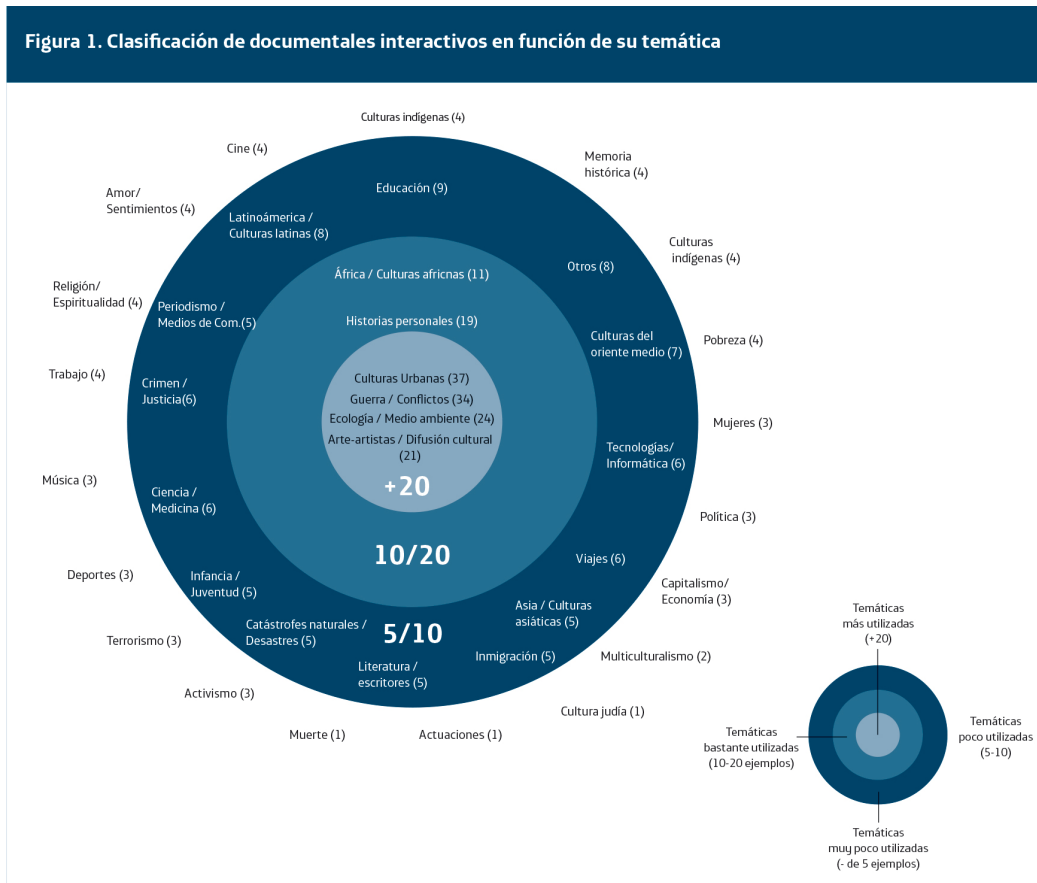 Figura 1. Clasificación de documentales interactivos en función de su temática
Culturas indígenas (4)
Cine (4)
Memoria
histórica (4)
Amor/
Sentimientos (4)
Educación (9)
Latinoámerica /
Culturas latinas (8)
Culturas
indígenas (4)
Otros (8)
África / Culturas africnas (11)
Religión/
Espiritualidad (4)
Periodismo /
Medios de Com.(5)
Historias personales (19)
Culturas del
oriente medio (7)
Pobreza (4)
Trabajo (4)
Crimen /
Justicia(6)
Culturas Urbanas (37)
Guerra / Conflictos (34)
Ecología / Medio ambiente (24)
Arte-artistas / Difusión cultural
(21)
+20
Mujeres (3)
Tecnologías/
Informática (6)
Música (3)
Ciencia /
Medicina (6)
Política (3)
10/20
Viajes (6)
Deportes (3)
Infancia /
Juventud (5)
Capitalismo/
Economía (3)
Asia / Culturas
asiáticas (5)
Terrorismo (3)
Catástrofes naturales /
Desastres (5)
5/10
Inmigración (5)
Multiculturalismo (2)
Literatura /
escritores (5)
Activismo (3)
Cultura judía (1)
Muerte (1)
Actuaciones (1)
Temáticas
más utilizadas
(+20)
Temáticas
bastante utilizadas
(10-20 ejemplos)
Temáticas
poco utilizadas
(5-10)
Temáticas
muy poco utilizadas
(- de 5 ejemplos)